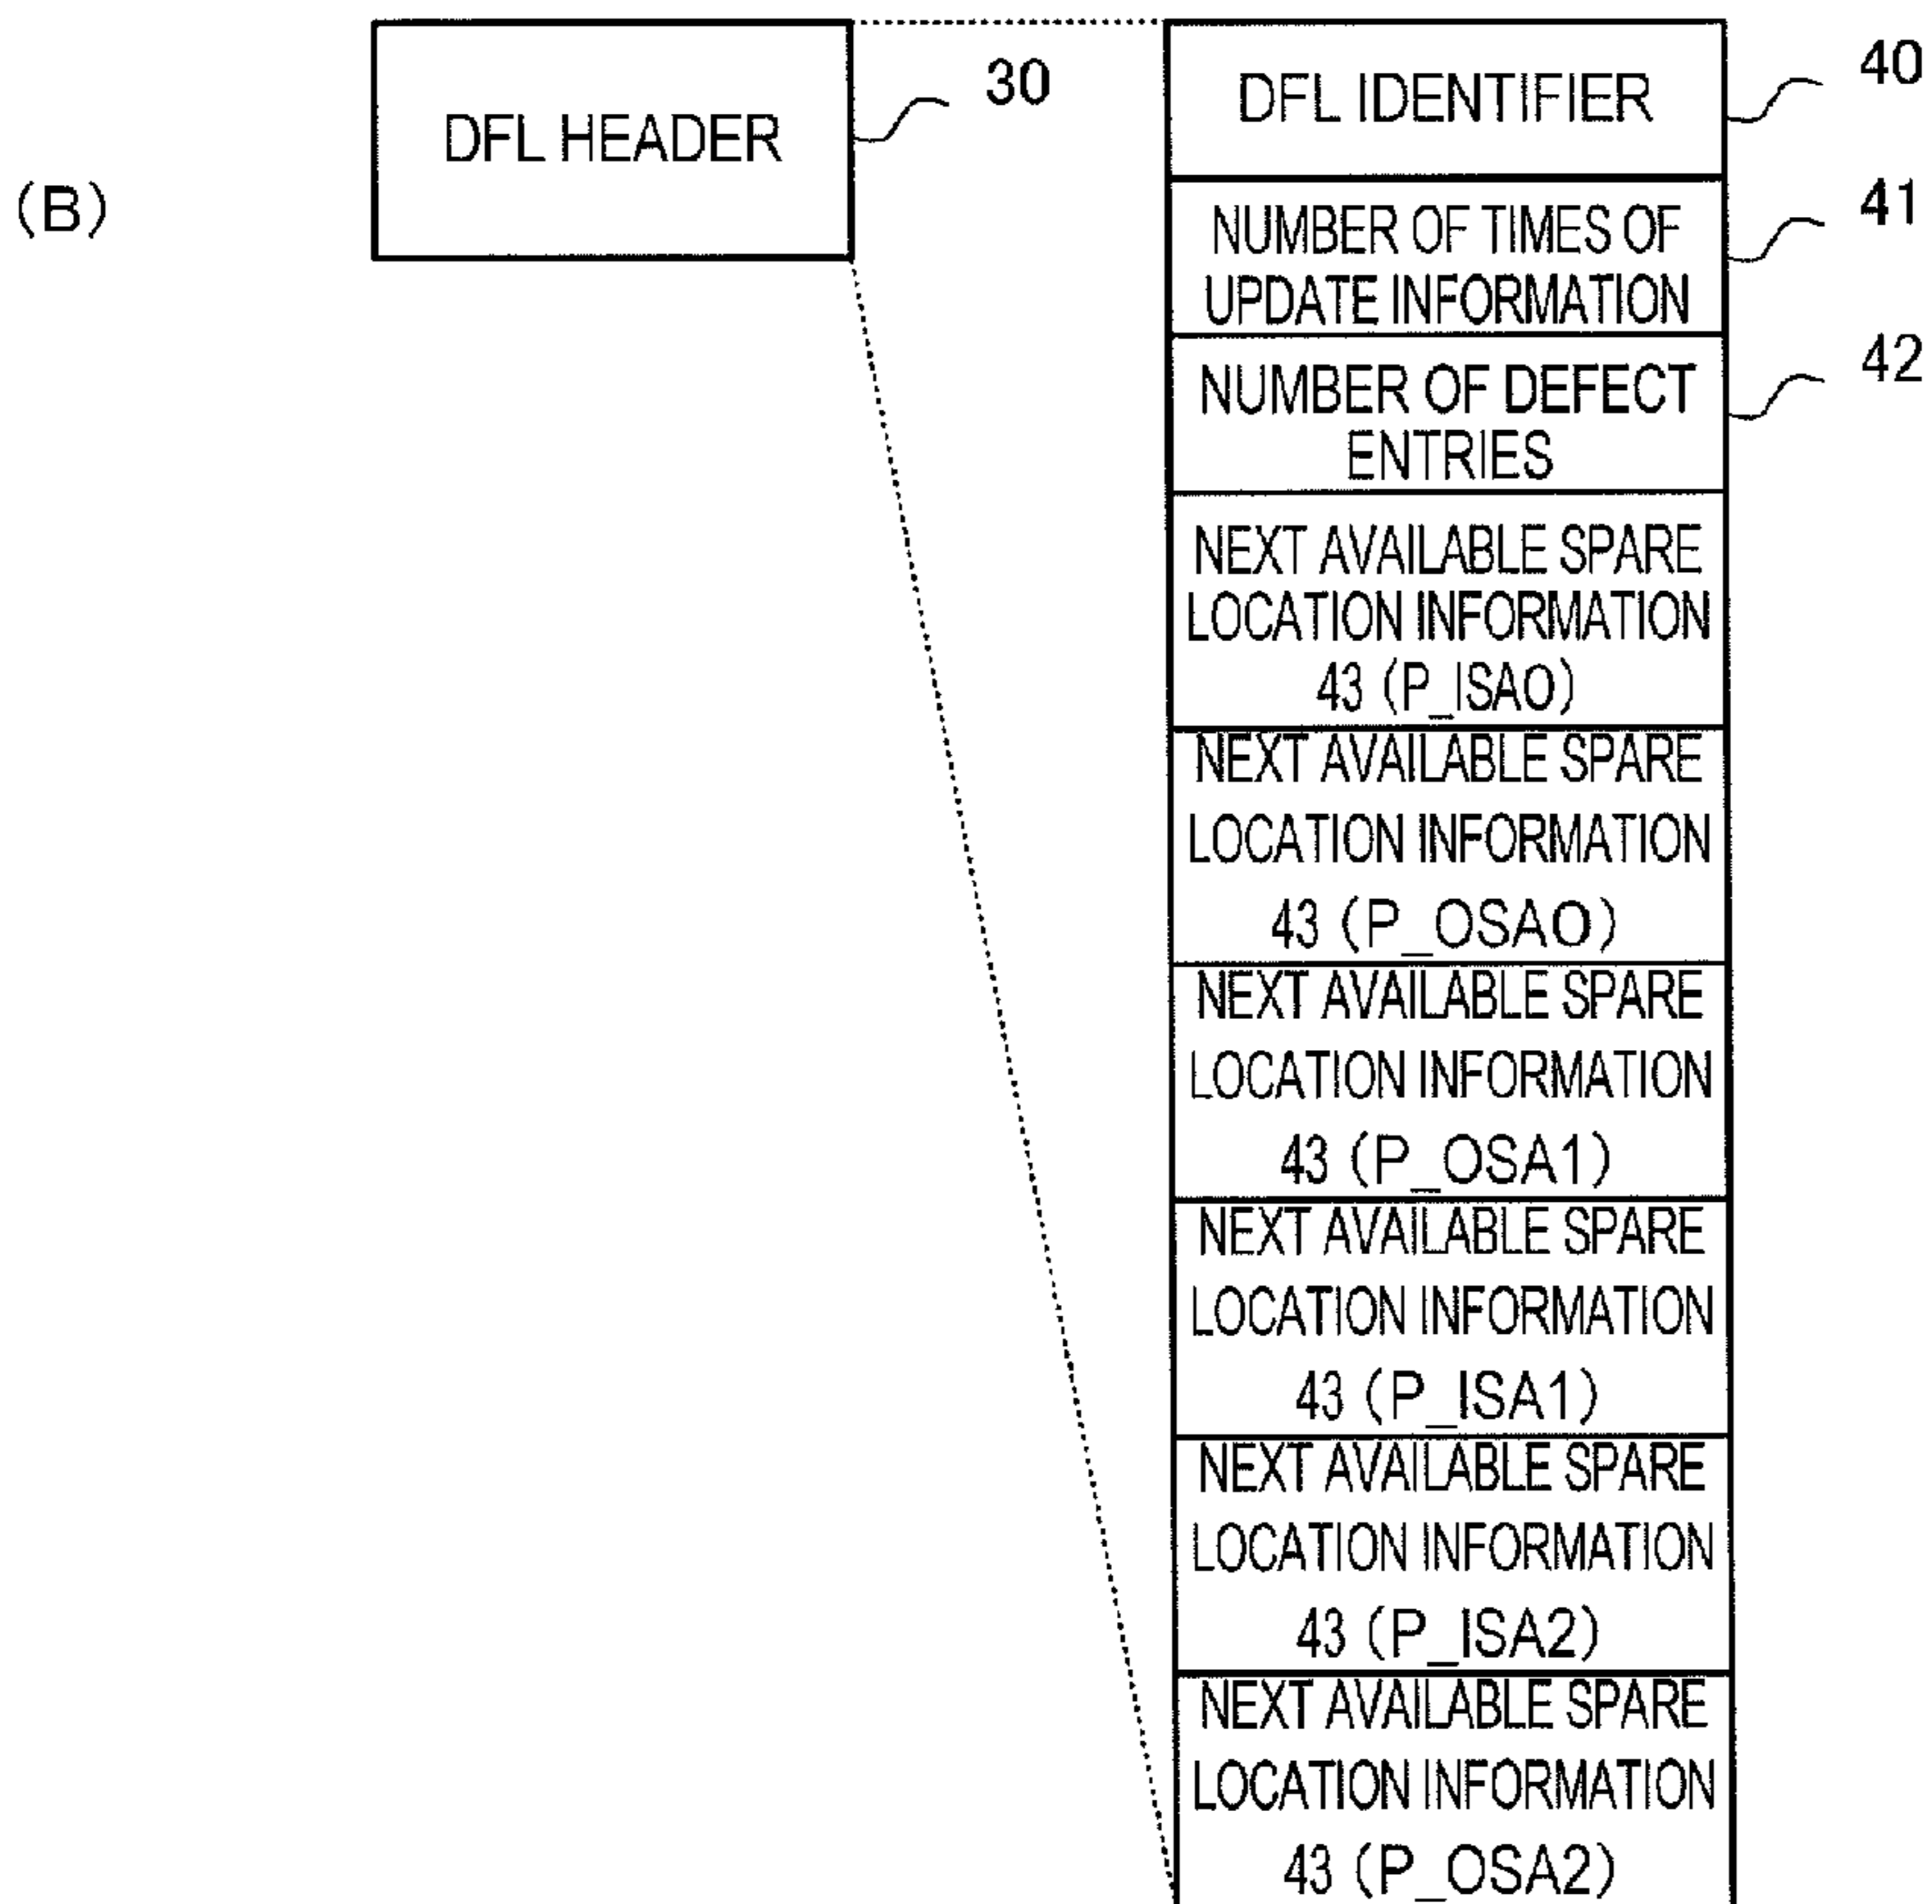 (B)
DFL HEADER
30
DFL IDENTIFIER
40
NUMBER OF TIMES OF
UPDATE INFORMATION
41
NUMBER OF DEFECT
ENTRIES
42
NEXT AVAILABLE SPARE
LOCATION INFORMATION
43 (P_ISA0)
NEXT AVAILABLE SPARE
LOCATION INFORMATION
43 (P_OSA0)
NEXT AVAILABLE SPARE
LOCATION INFORMATION
43 (P_OSA1)
NEXT AVAILABLE SPARE
LOCATION INFORMATION
43 (P_ISA1)
NEXT AVAILABLE SPARE
LOCATION INFORMATION
43 (P_ISA2)
NEXT AVAILABLE SPARE
LOCATION INFORMATION
43 (P_OSA2)